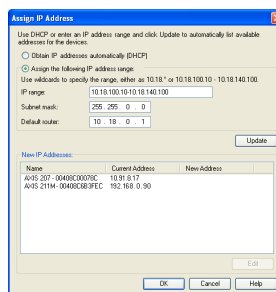 Assign IP Address
Use DHCP or enter an IP address range and click Update to automatically list available
addresses for the devices.
Obtain IP addresses automatically (DHCP)
Assign the following IP address range:
Use wildcards to specify the range, either as 10.18.* or 10.18.100.10 - 10.18.140.100.
IP range: 10.18.100.10-10.18.140.100
Subnet mask: 255 . 255 . 0 . 0
Default router: 10 . 18 . 0 . 1
Update
New IP Addresses:
Name Current Address New Address
AXIS 207 - 00408C00078C 10.91.8.17
AXIS 211M - 00408C6B3FEC 192.168.0.90
Edit
OK Cancel Help